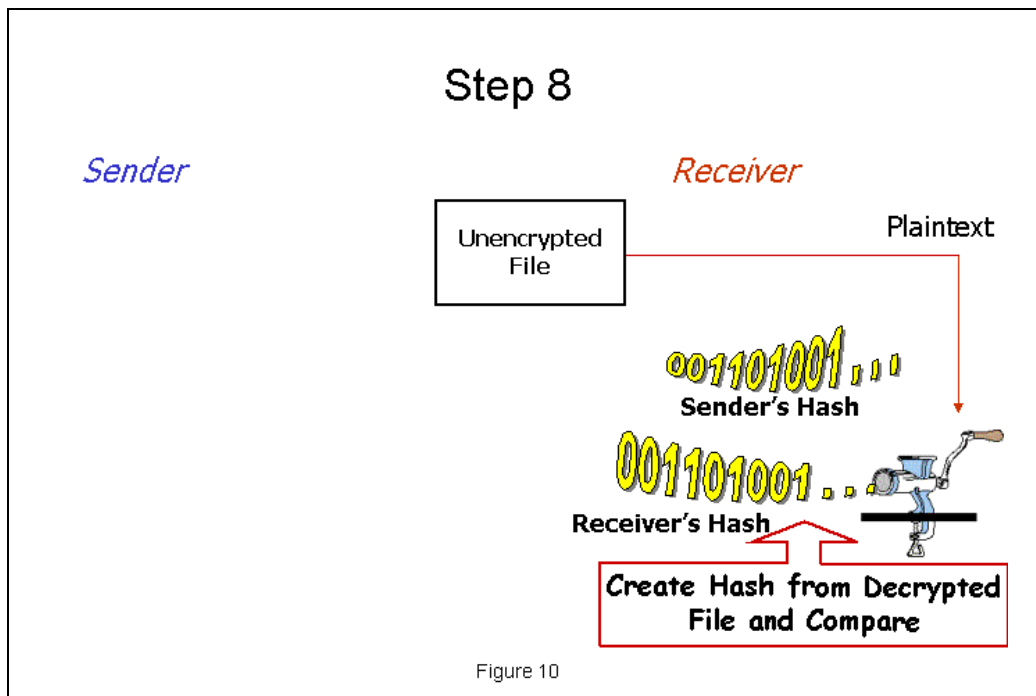 Step 8
Sender
Receiver
Unencrypted
File
Plaintext
001101001...
Sender's Hash
001101001...
Receiver's Hash
Create Hash from Decrypted
File and Compare
Figure 10